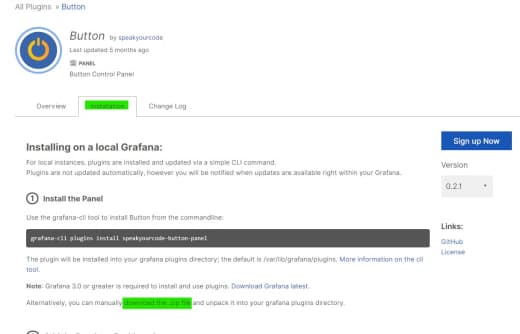 All Plugins » Button
Button by speakyourcode
Last updated 5 months ago
PANEL
Button Control Panel
Overview
Installation
Change Log
Installing on a local Grafana:
For local instances, plugins are installed and updated via a simple CLI command.
Plugins are not updated automatically, however you will be notified when updates are available right within your Grafana.
1 Install the Panel
Use the grafana-cli tool to install Button from the commandline:
grafana-cli plugins install speakyourcode-button-panel
The plugin will be installed into your grafana plugins directory; the default is /var/lib/grafana/plugins. More information on the cli
tool.
Note: Grafana 3.0 or greater is required to install and use plugins. Download Grafana latest.
Alternatively, you can manually download the .zip file and unpack it into your grafana plugins directory.
Sign up Now
Version
0.2.1
Links:
GitHub
License